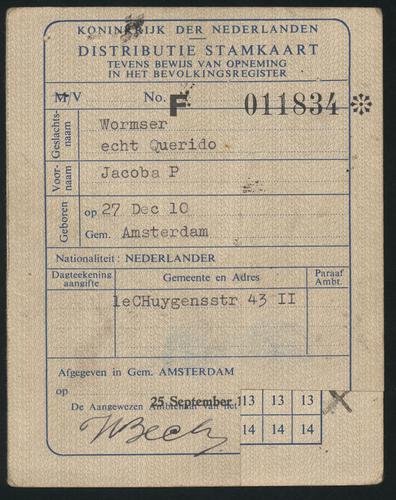 KONINKRIJK DER NEDERLANDEN
DISTRIBUTIE STAMKAART
TEVENS BEWIJS VAN OPNEMING
IN HET BEVOLKINGSREGISTER
M/V No. F 011834
Geslachtsnaam Wormser
echt Querido
Voornaam Jacoba P
Geboren op 27 Dec 10
Gem. Amsterdam
Nationaliteit: NEDERLANDER
Dagteekening aangifte Gemeente en Adres Paraaf Ambt.
1eCHuygensstr 43 II
Afgegeven in Gem. AMSTERDAM
op
25 September 1
De Aangewezen Ambtenaar van het
13 13 13
14 14 14
X